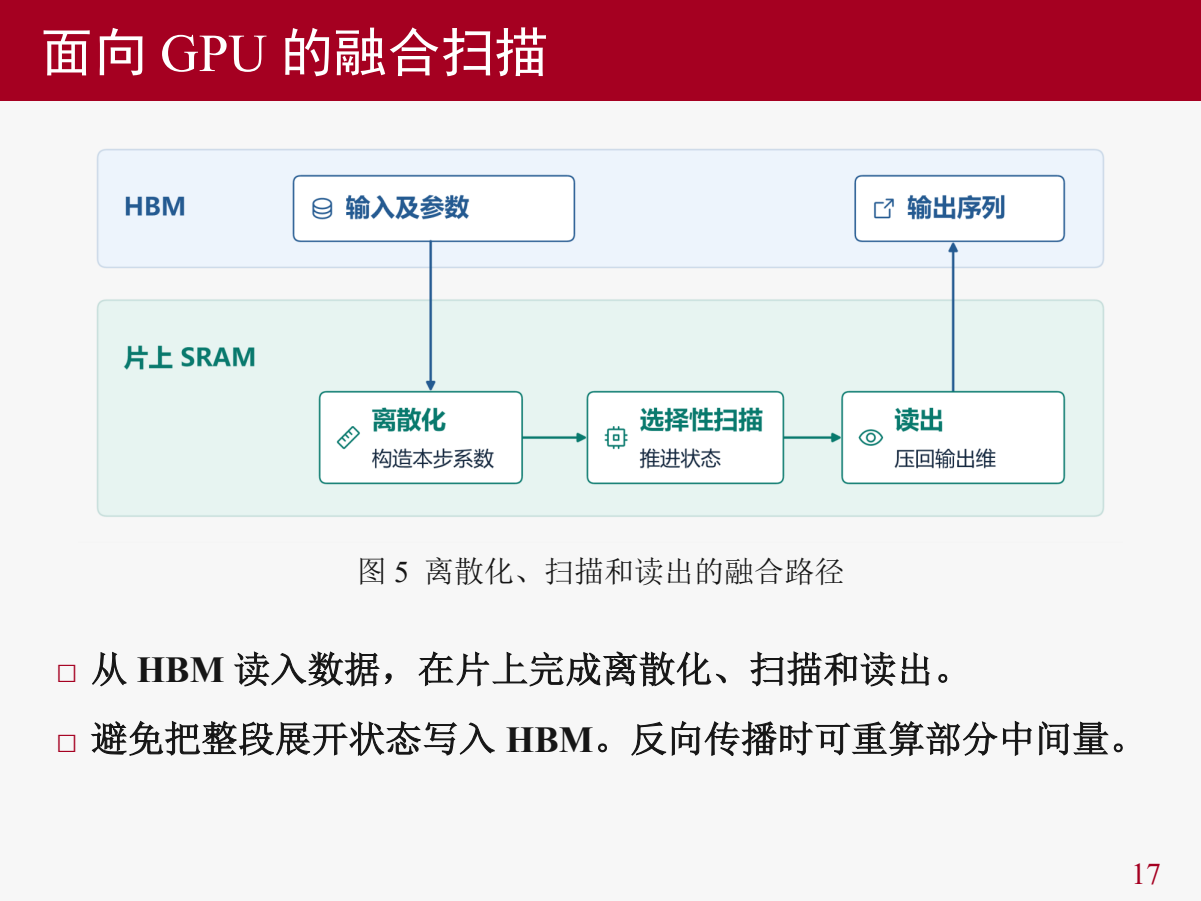 面向 GPU 的融合扫描
HBM
输入及参数
输出序列
片上 SRAM
离散化
构造本步系数
选择性扫描
推进状态
读出
压回输出维
图 5 离散化、扫描和读出的融合路径
从 HBM 读入数据，在片上完成离散化、扫描和读出。
避免把整段展开状态写入 HBM。反向传播时可重算部分中间量。
17